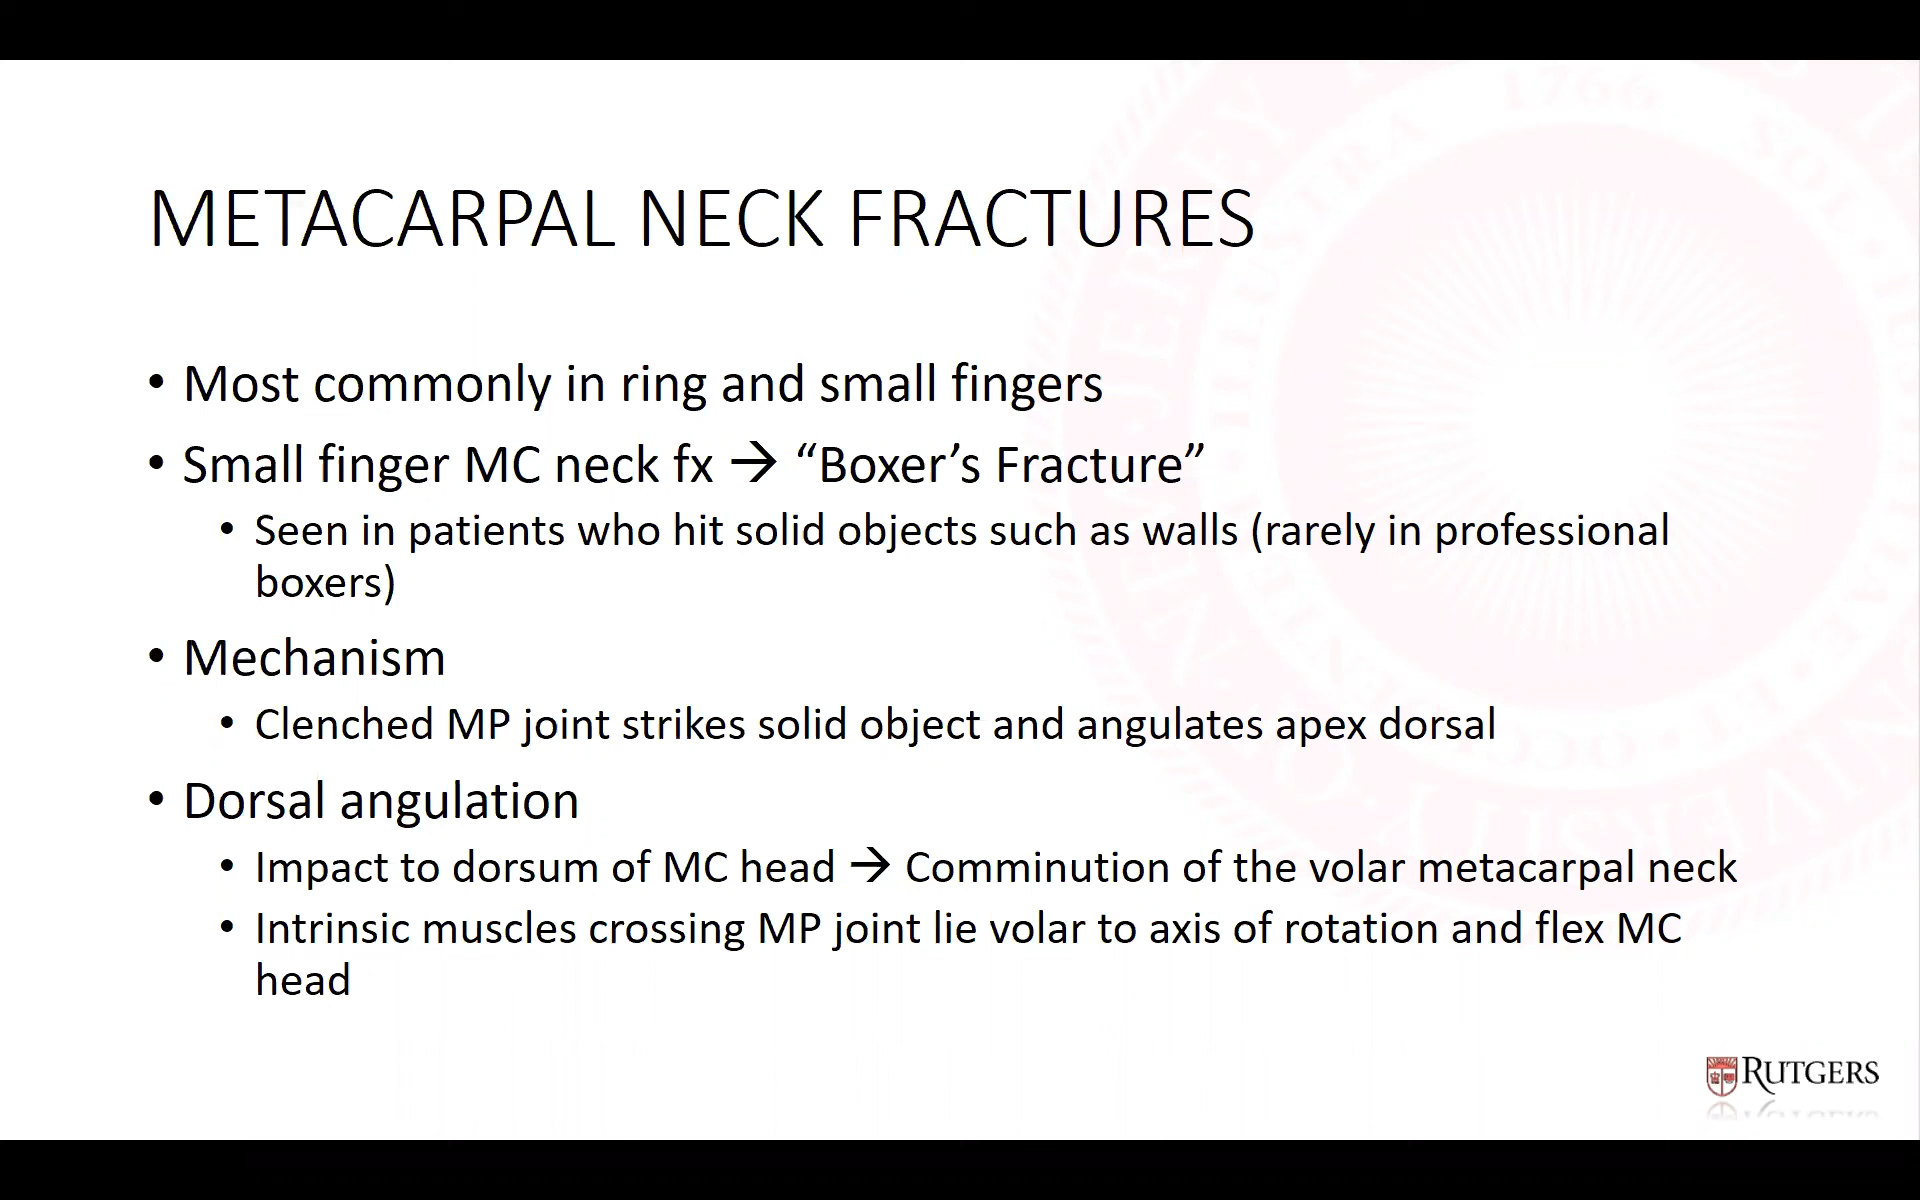 METACARPAL NECK FRACTURES
• Most commonly in ring and small fingers
• Small finger MC neck fx → “Boxer’s Fracture”
• Seen in patients who hit solid objects such as walls (rarely in professional
boxers)
• Mechanism
• Clenched MP joint strikes solid object and angulates apex dorsal
• Dorsal angulation
• Impact to dorsum of MC head → Comminution of the volar metacarpal neck
• Intrinsic muscles crossing MP joint lie volar to axis of rotation and flex MC
head
RUTGERS
1766